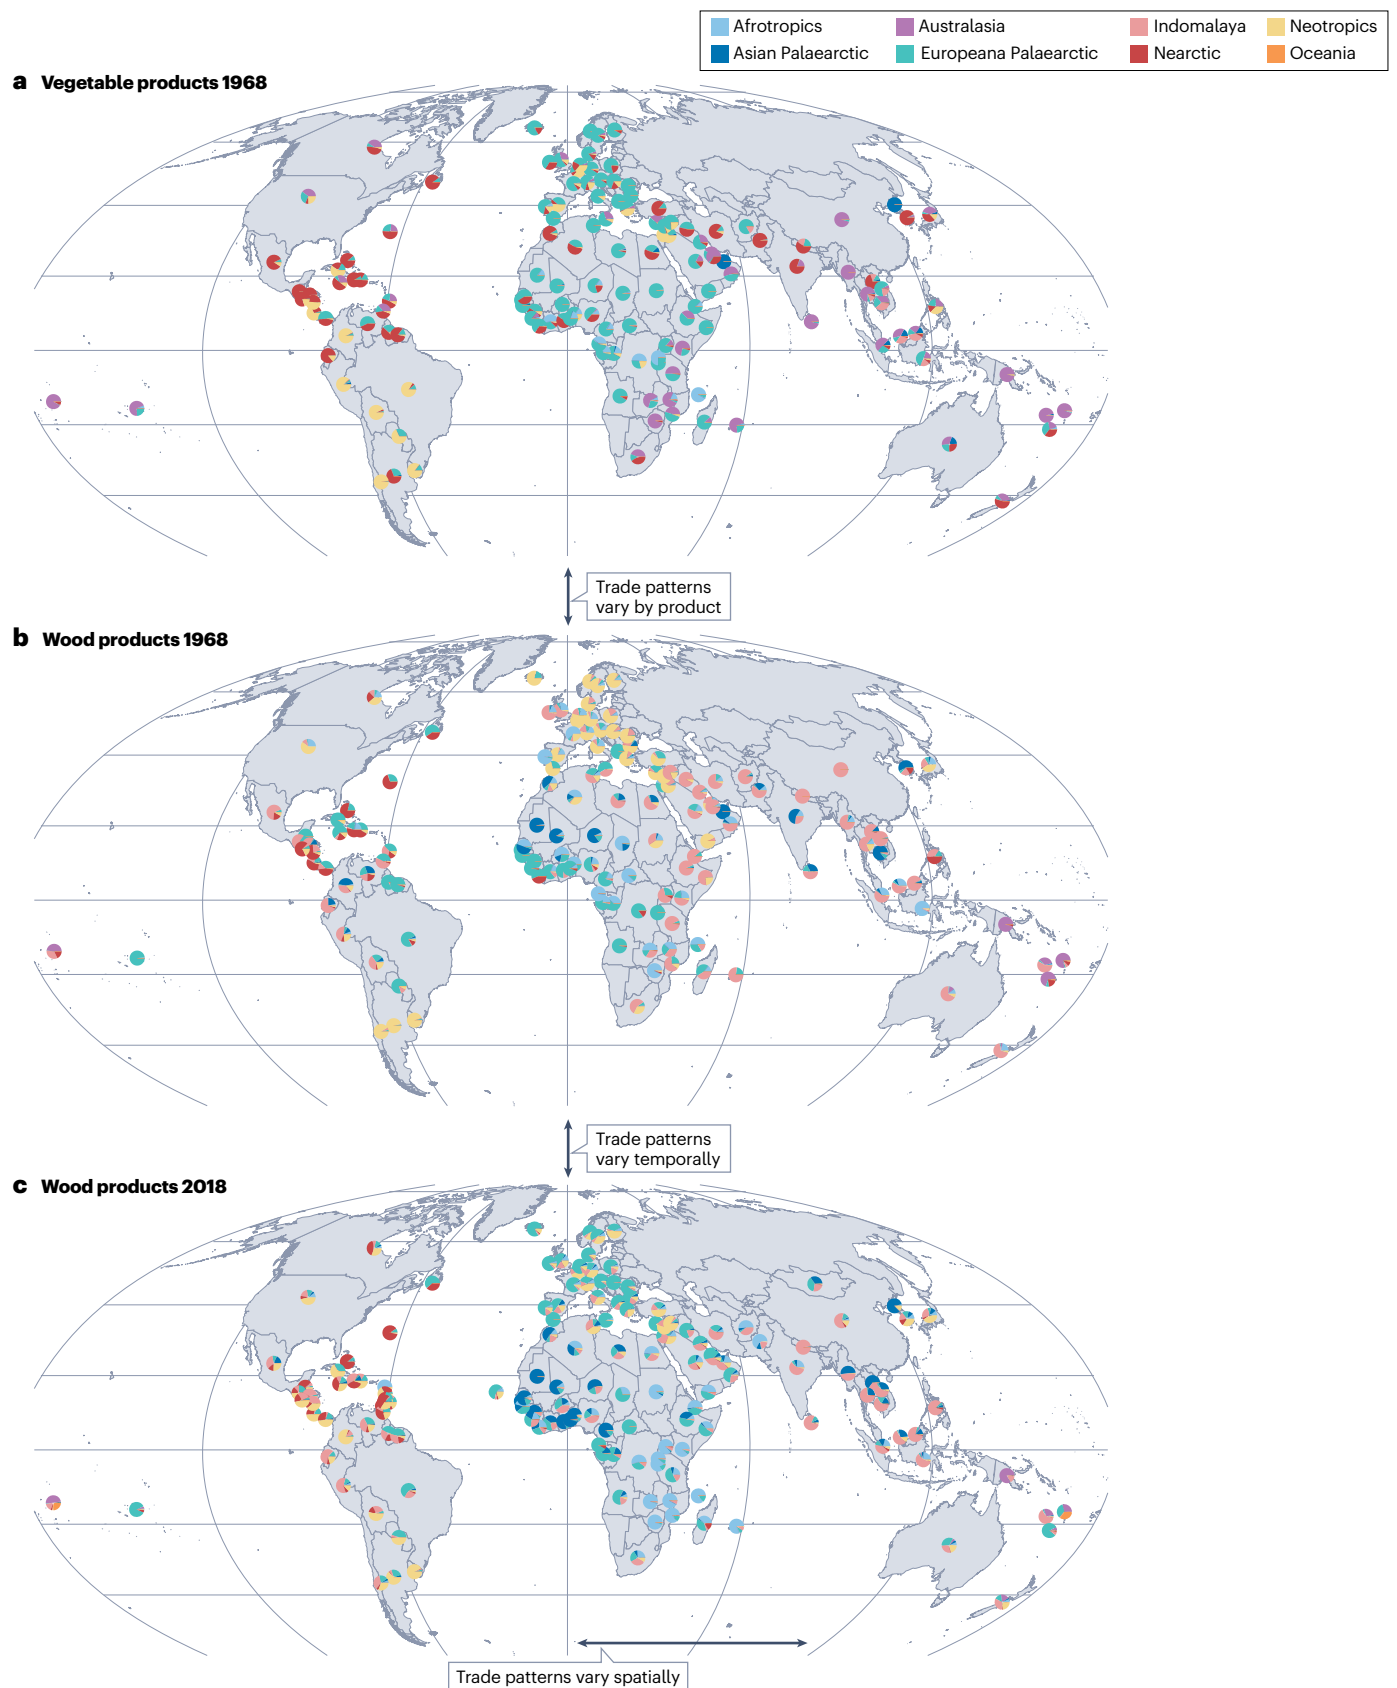 Afrotropics
Australasia
Indomalaya
Neotropics
Asian Palaearctic
Europeana Palaearctic
Nearctic
Oceania
a Vegetable products 1968
Trade patterns
vary by product
b Wood products 1968
Trade patterns
vary temporally
c Wood products 2018
Trade patterns vary spatially